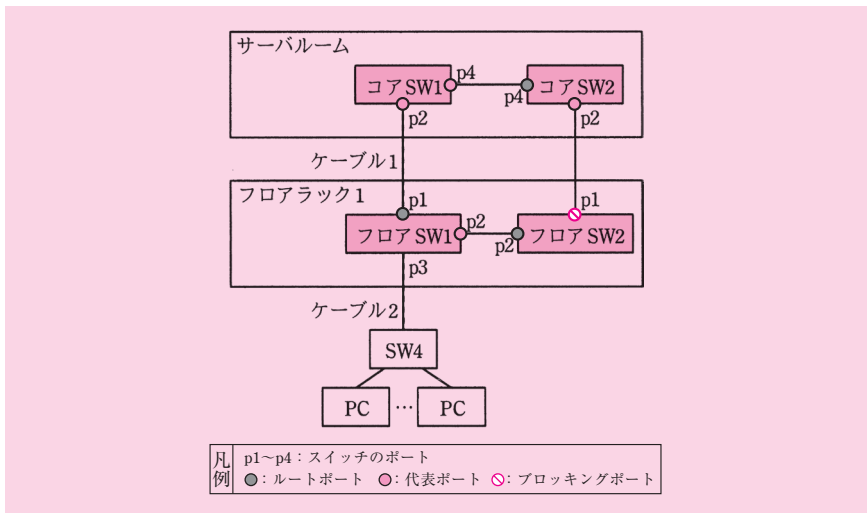 サーバルーム
コアSW1
p4
p4
コアSW2
p2
p2
ケーブル1
フロアラック1
p1
p1
フロアSW1
p2
p2
フロアSW2
p3
ケーブル2
SW4
PC … PC
凡例
p1～p4：スイッチのポート
：ルートポート ：代表ポート ：ブロッキングポート